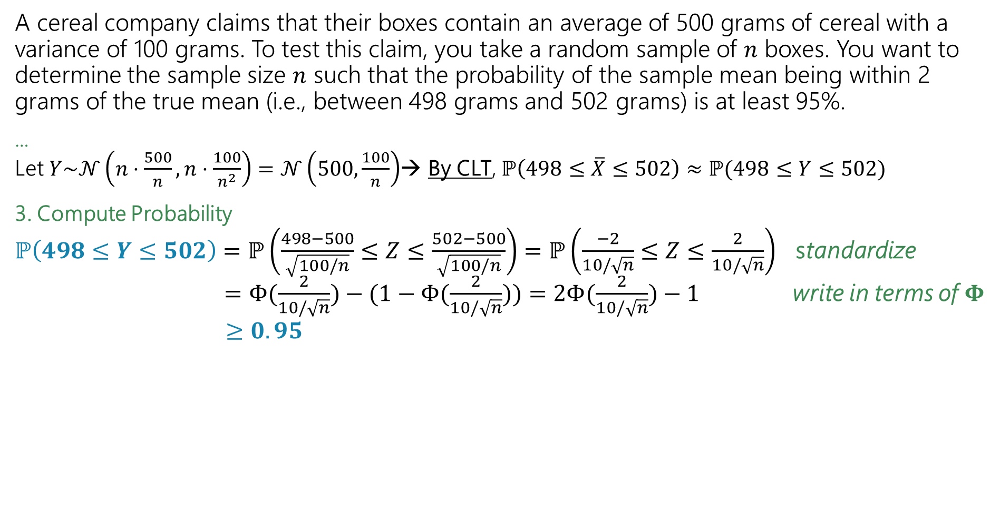 A cereal company claims that their boxes contain an average of 500 grams of cereal with a
variance of 100 grams. To test this claim, you take a random sample of n boxes. You want to
determine the sample size n such that the probability of the sample mean being within 2
grams of the true mean (i.e., between 498 grams and 502 grams) is at least 95%.
...
Let Y~𝒩(n · 500/n, n · 100/n²) = 𝒩(500, 100/n)→ By CLT, ℙ(498 ≤ X̄ ≤ 502) ≈ ℙ(498 ≤ Y ≤ 502)
3. Compute Probability
ℙ(498 ≤ Y ≤ 502) = ℙ((498−500)/√(100/n) ≤ Z ≤ (502−500)/√(100/n)) = ℙ(−2/(10/√n) ≤ Z ≤ 2/(10/√n)) standardize
= Φ(2/(10/√n)) − (1 − Φ(2/(10/√n))) = 2Φ(2/(10/√n)) − 1 write in terms of Φ
≥ 0.95